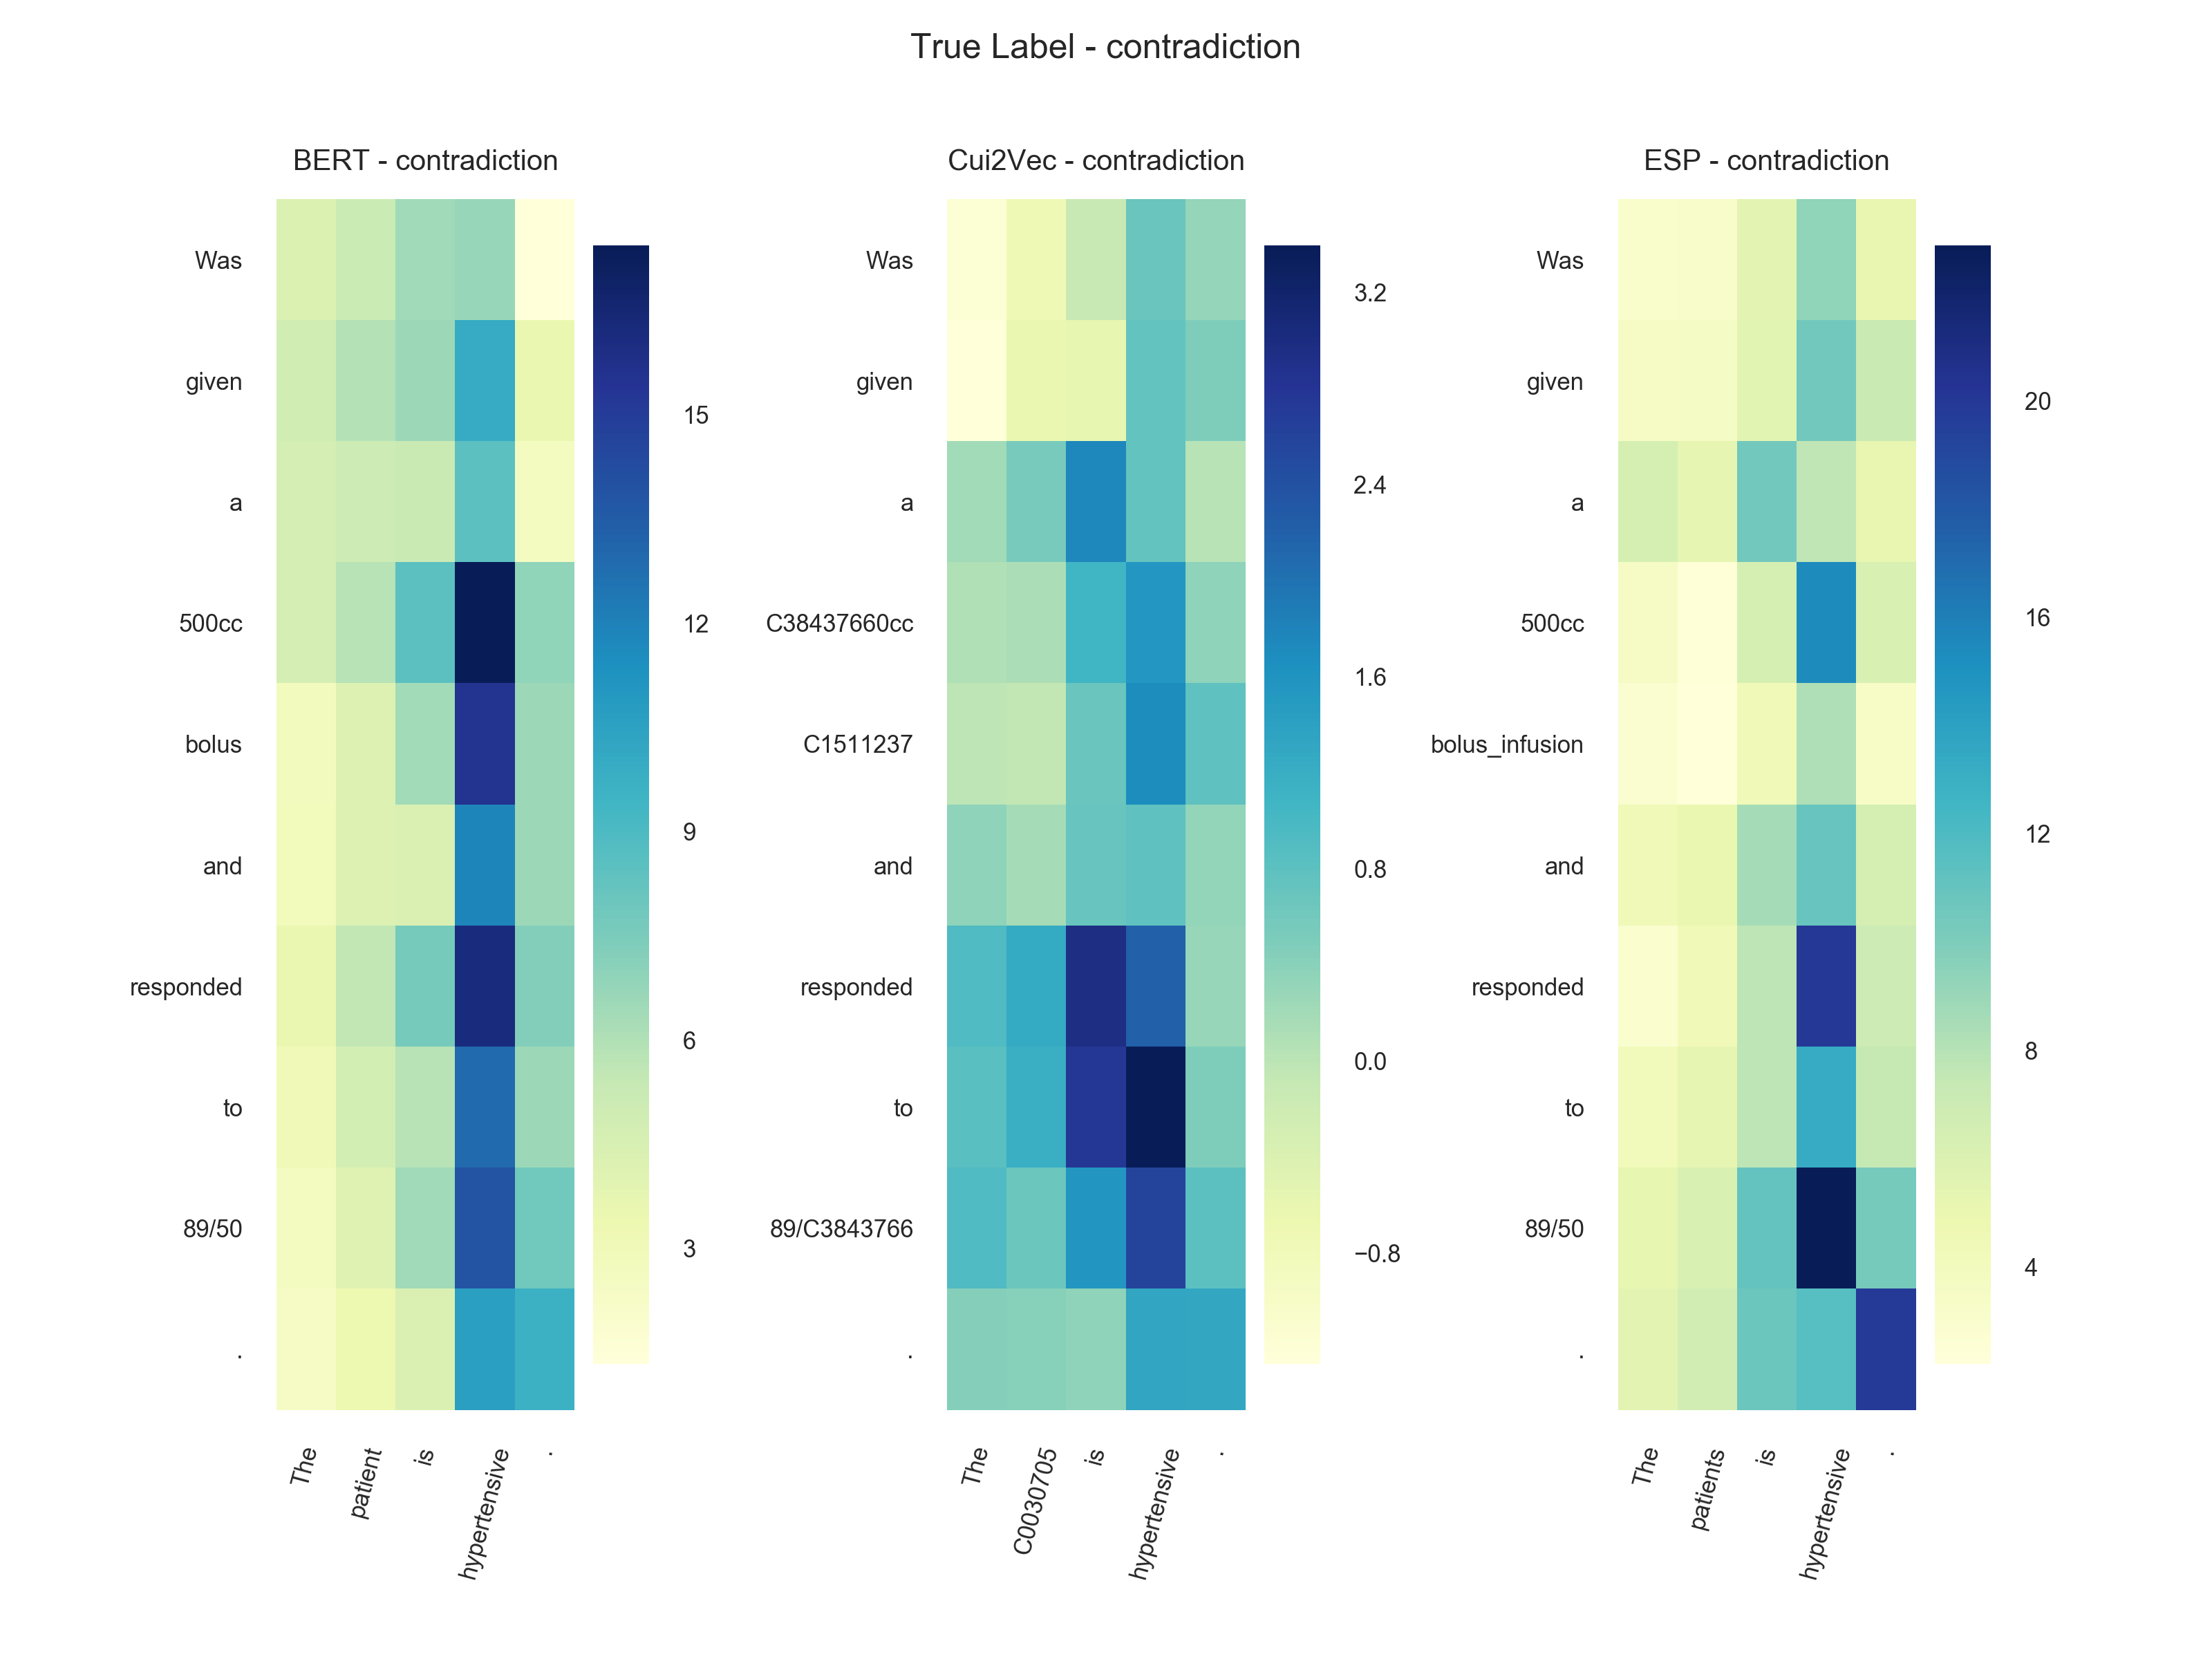 True Label - contradiction
BERT - contradiction
Was
given
a
500cc
bolus
and
responded
to
89/50
.
The
patient
is
hypertensive
.
15
12
9
6
3
Cui2Vec - contradiction
Was
given
a
C38437660cc
C1511237
and
responded
to
89/C3843766
.
The
C0030705
is
hypertensive
.
3.2
2.4
1.6
0.8
0.0
−0.8
ESP - contradiction
Was
given
a
500cc
bolus_infusion
and
responded
to
89/50
.
The
patients
is
hypertensive
.
20
16
12
8
4